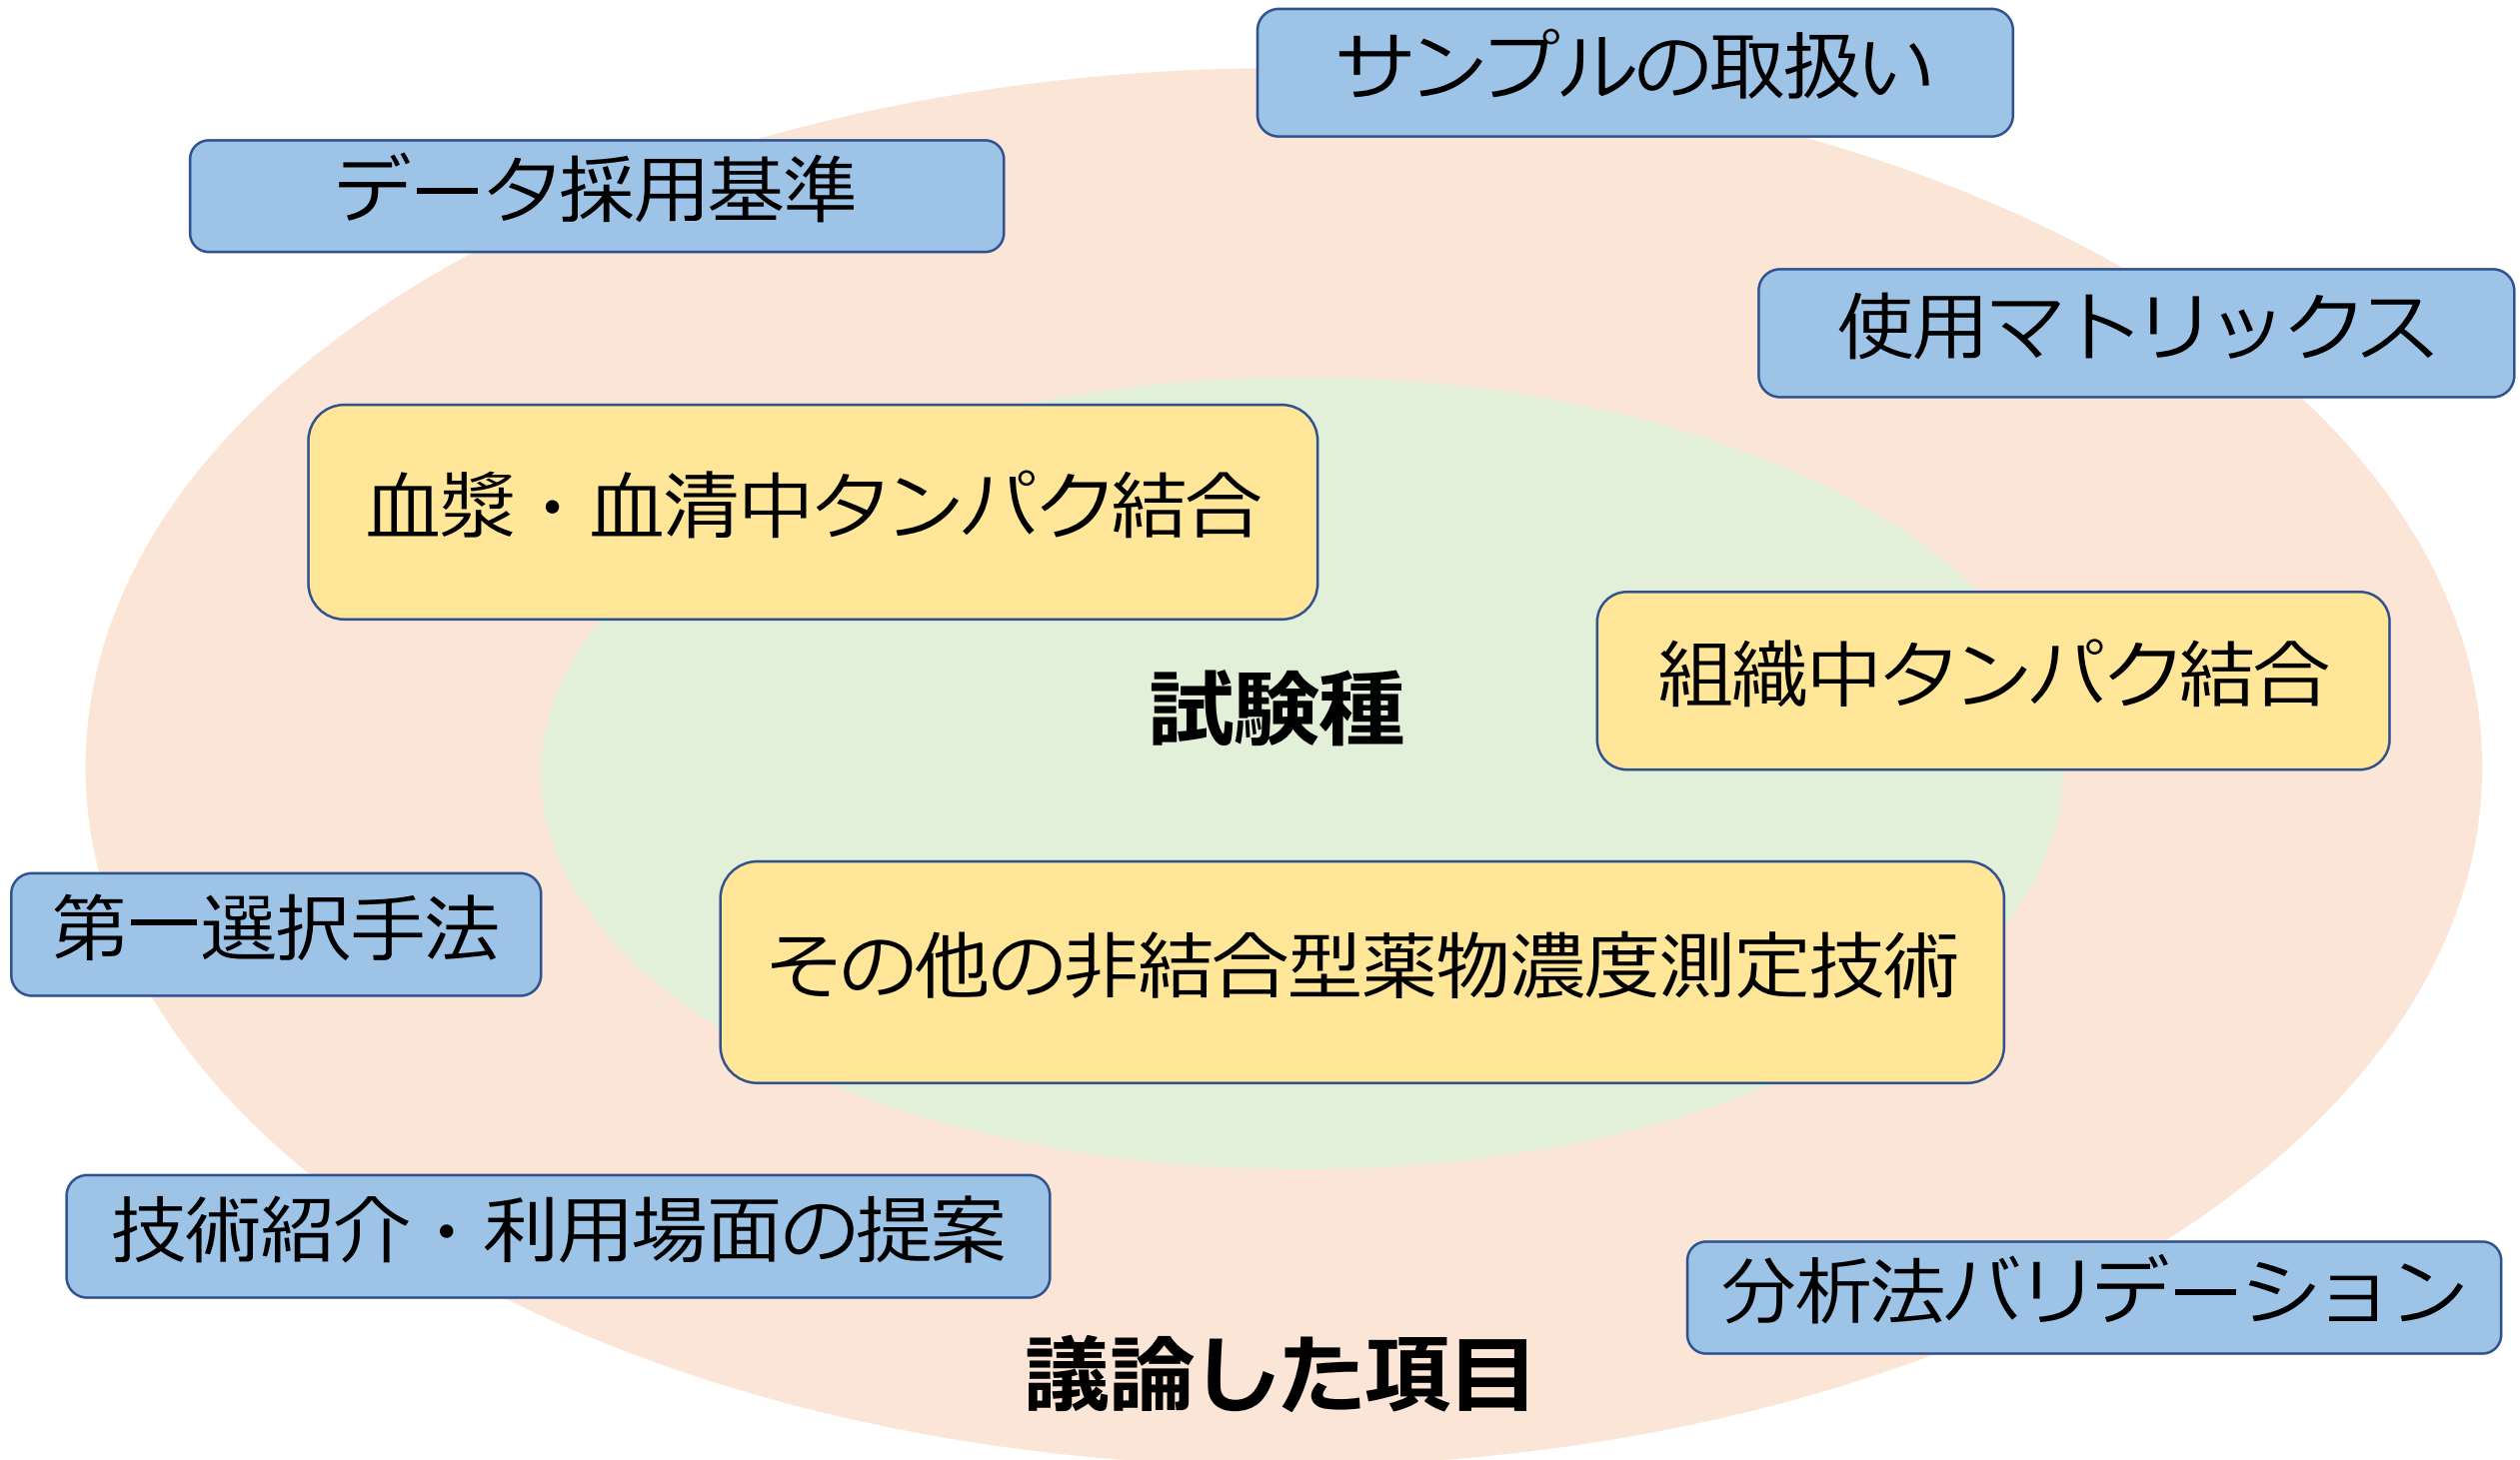 サンプルの取扱い
データ採用基準
使用マトリックス
血漿・血清中タンパク結合
組織中タンパク結合
試験種
第一選択手法
その他の非結合型薬物濃度測定技術
技術紹介・利用場面の提案
分析法バリデーション
議論した項目